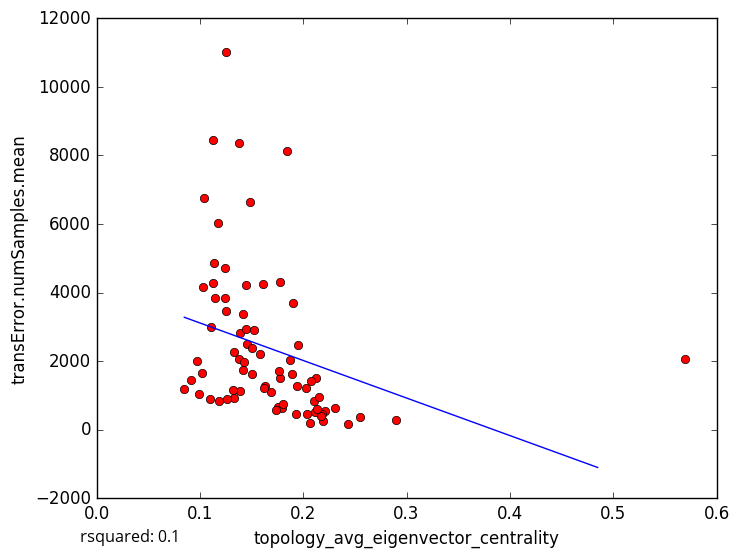 12000
10000
8000
6000
4000
2000
0
−2000
transError.numSamples.mean
0.0 0.1 0.2 0.3 0.4 0.5 0.6
rsquared: 0.1 topology_avg_eigenvector_centrality